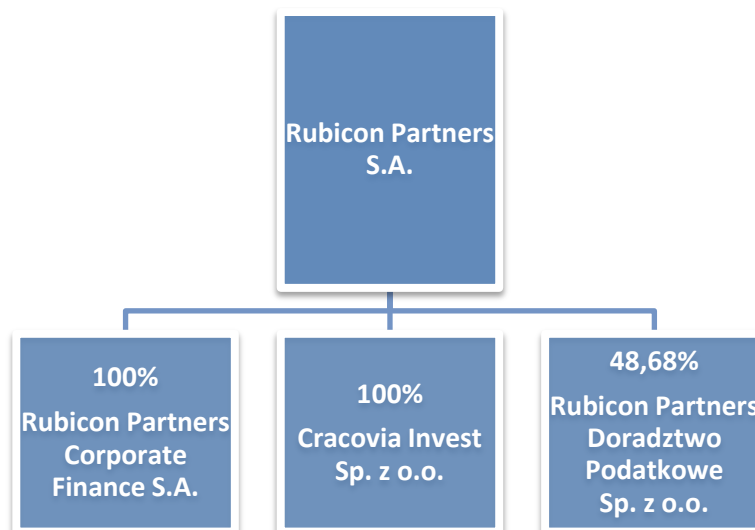 Rubicon Partners
S.A.
100%
Rubicon Partners
Corporate
Finance S.A.
100%
Cracovia Invest
Sp. z o.o.
48,68%
Rubicon Partners
Doradztwo
Podatkowe
Sp. z o.o.